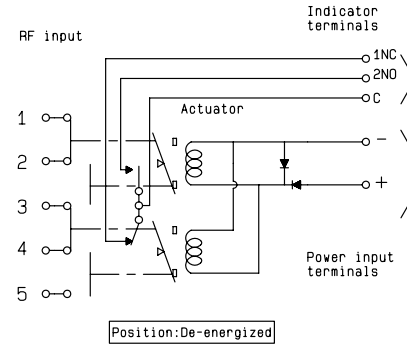 Indicator
terminals
RF input
1NC
2NO
C
Actuator
1
2
3
4
5
−
+
Power input
terminals
Position:De-energized